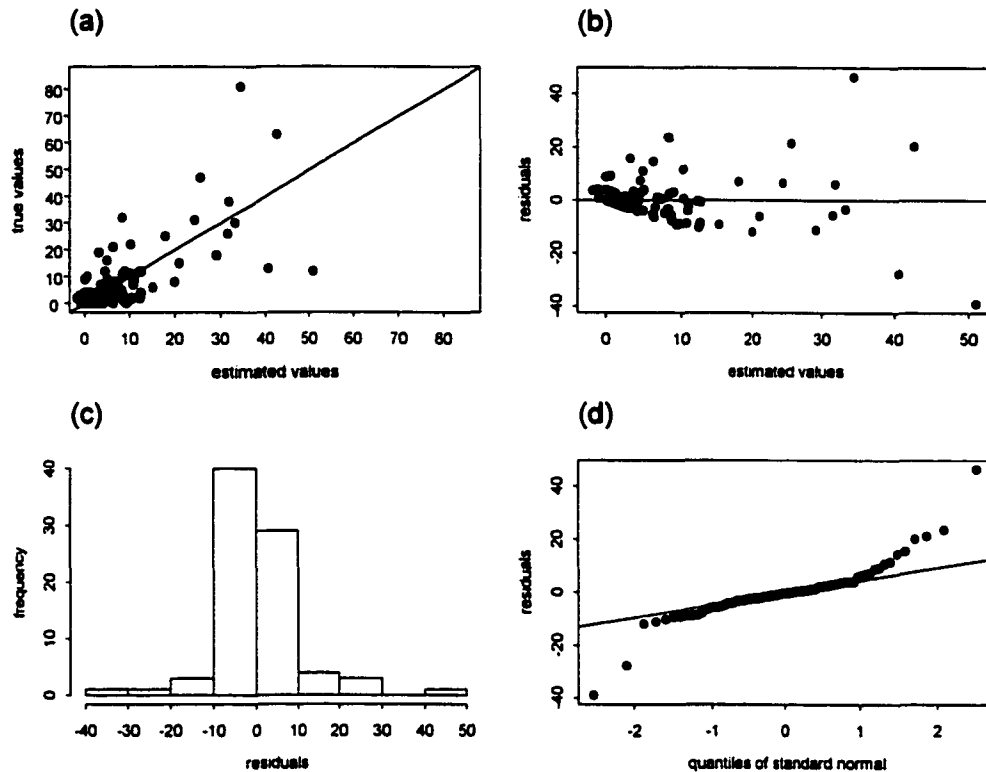 (a)
true values
80
70
60
50
40
30
20
10
0
0 10 20 30 40 50 60 70 80
estimated values
(b)
residuals
40
20
0
-20
-40
0 10 20 30 40 50
estimated values
(c)
frequency
40
30
10
0
-40 -30 -20 -10 0 10 20 30 40 50
residuals
(d)
residuals
40
20
0
-20
-40
-2 -1 0 1 2
quantiles of standard normal